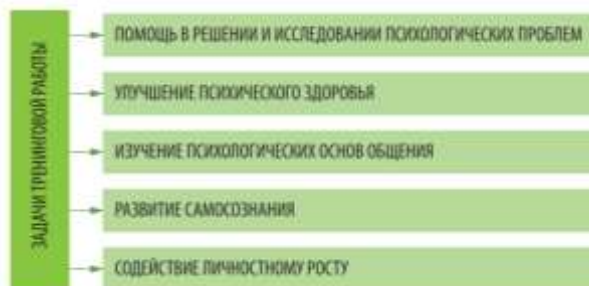 ЗАДАЧИ ТРЕНИНГОВОЙ РАБОТЫ
ПОМОЩЬ В РЕШЕНИИ И ИССЛЕДОВАНИИ ПСИХОЛОГИЧЕСКИХ ПРОБЛЕМ
УЛУЧШЕНИЕ ПСИХИЧЕСКОГО ЗДОРОВЬЯ
ИЗУЧЕНИЕ ПСИХОЛОГИЧЕСКИХ ОСНОВ ОБЩЕНИЯ
РАЗВИТИЕ САМОСОЗНАНИЯ
СОДЕЙСТВИЕ ЛИЧНОСТНОМУ РОСТУ